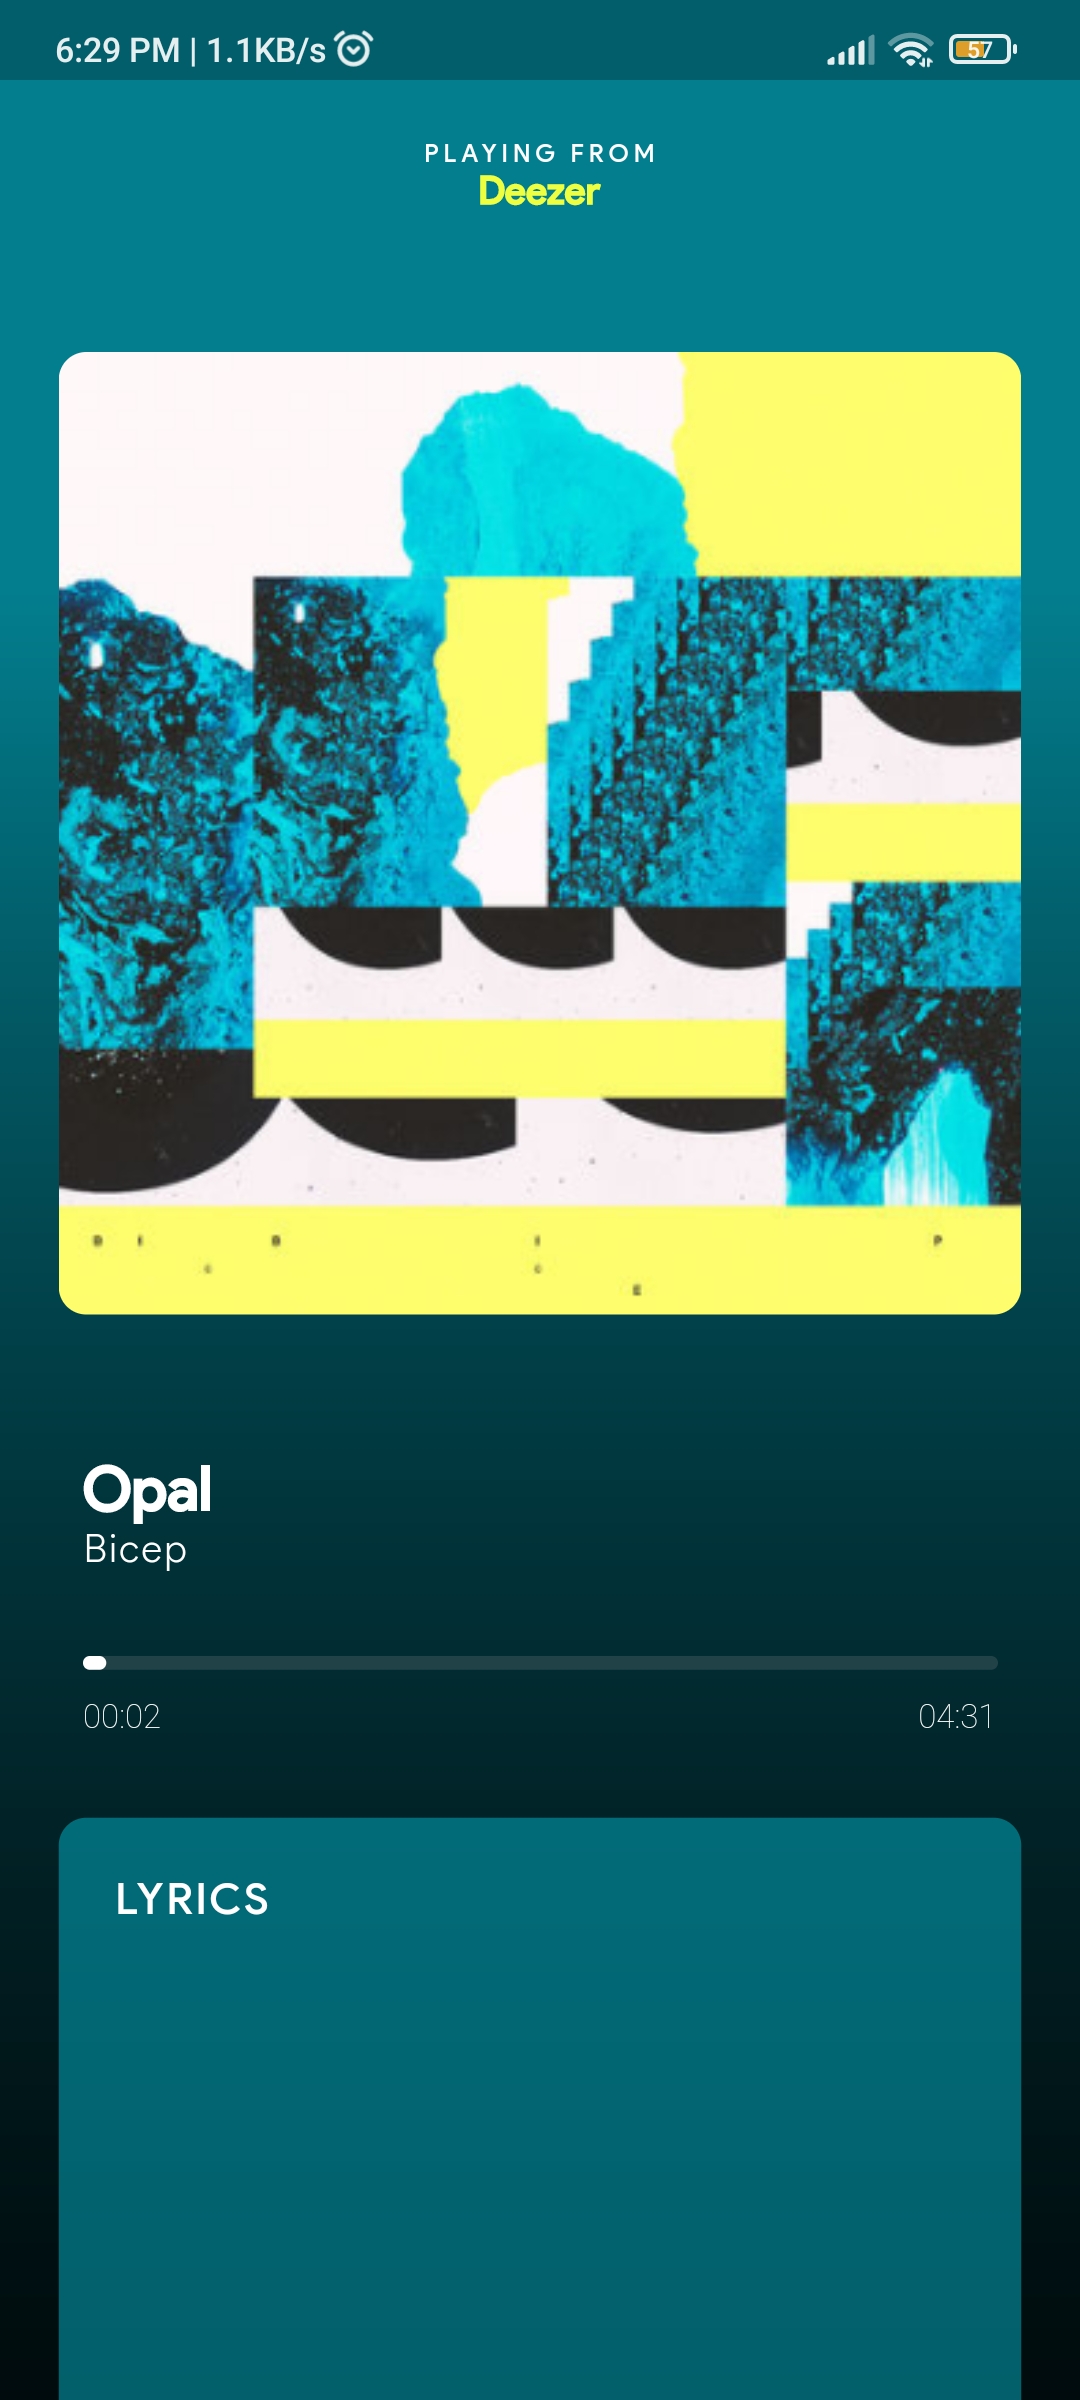 6:29 PM | 1.1KB/s
57
PLAYING FROM
Deezer
B I B I P
C C
E
Opal
Bicep
00:02
04:31
LYRICS